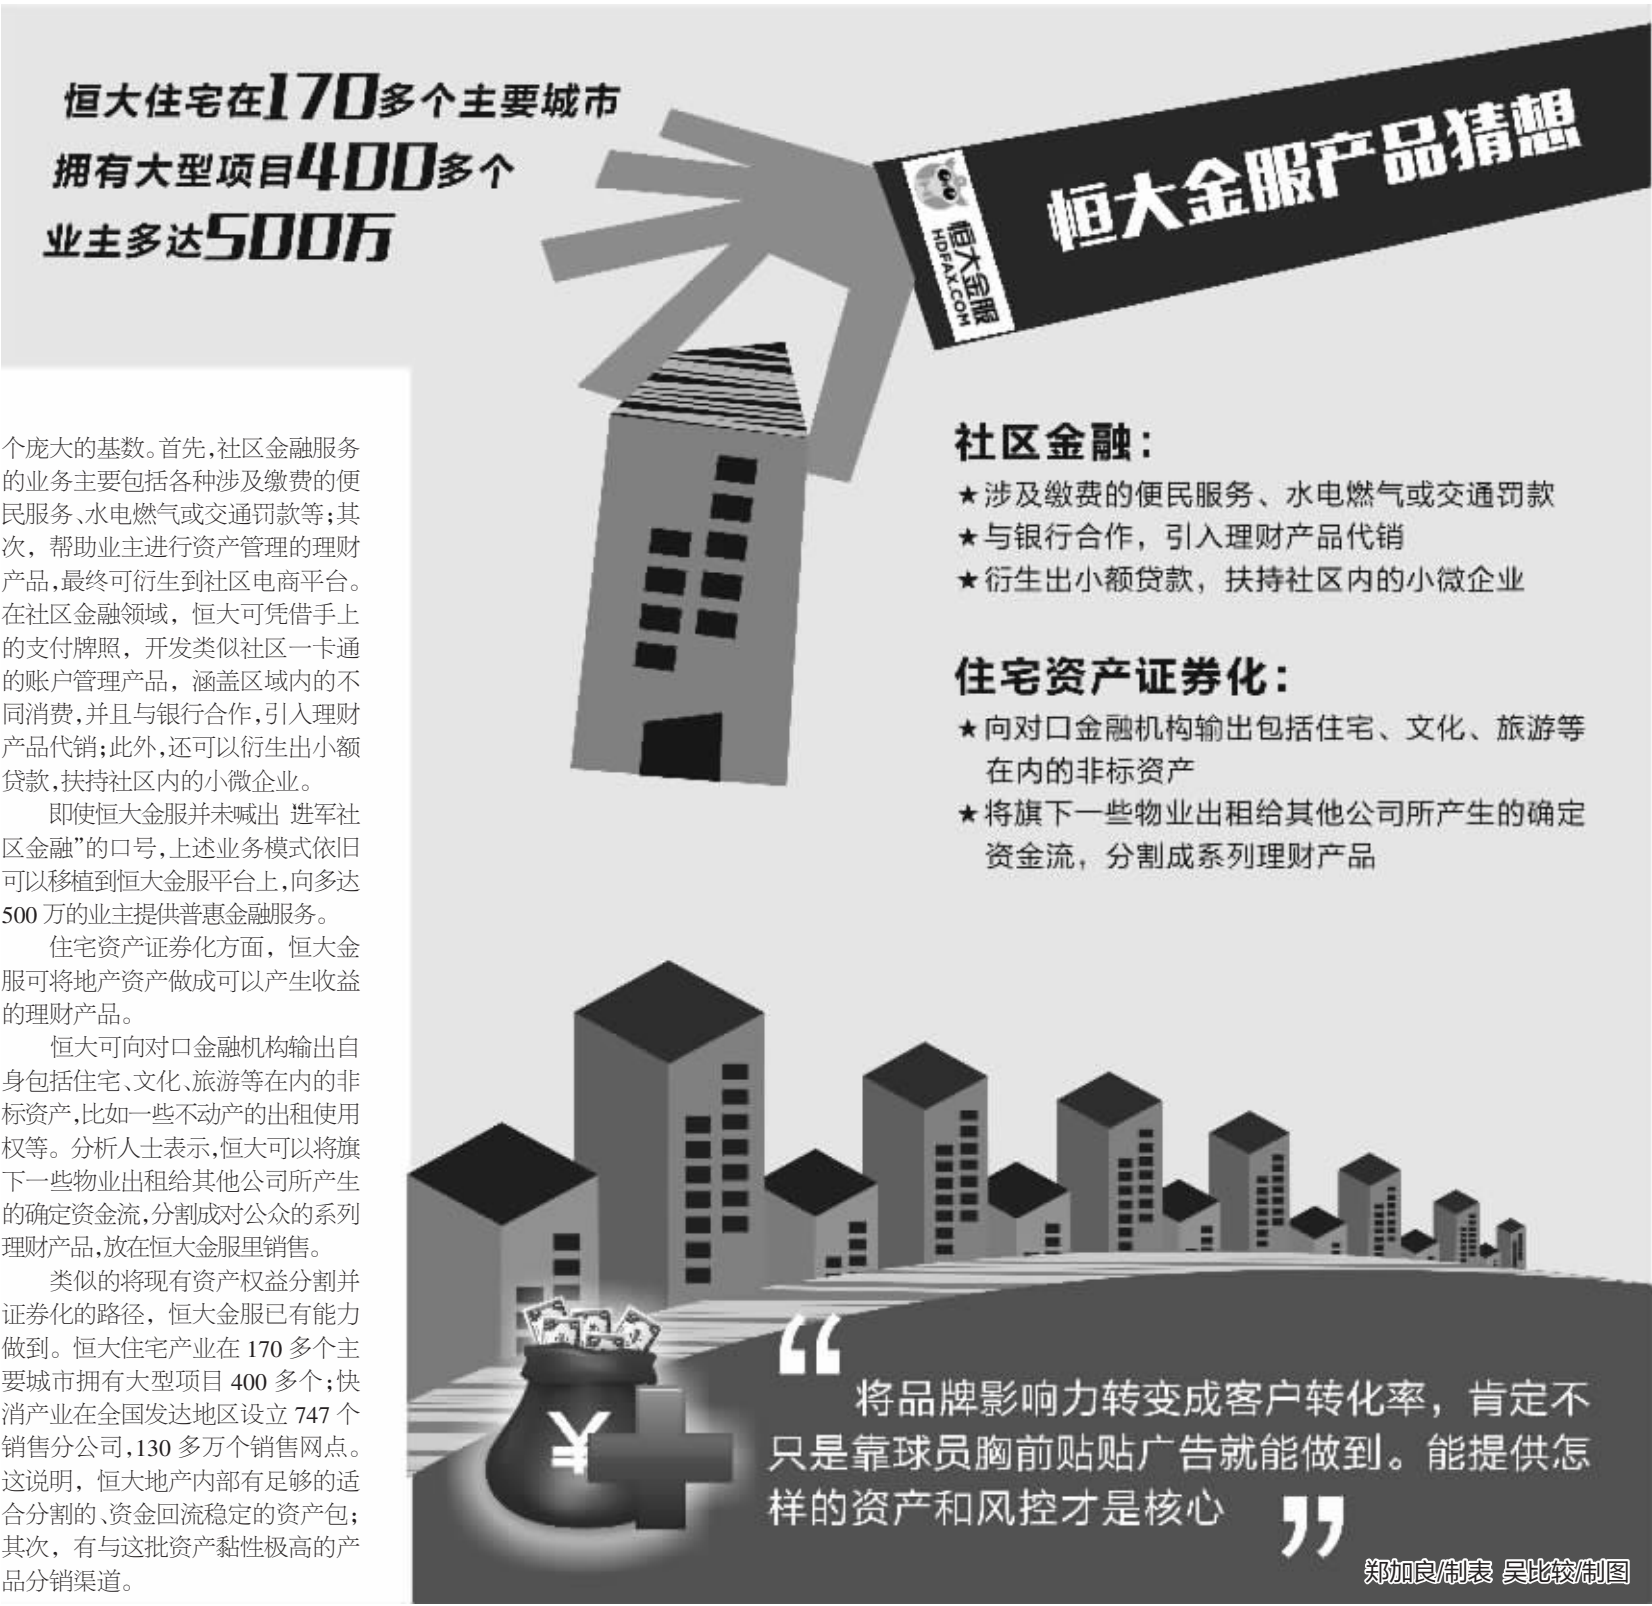 恒大住宅在170多个主要城市
拥有大型项目400多个
业主多达500万
恒大金服产品猜想
恒大金服
HDFAX.COM
社区金融：
★涉及缴费的便民服务、水电燃气或交通罚款
★与银行合作，引入理财产品代销
★衍生出小额贷款，扶持社区内的小微企业
住宅资产证券化：
★向对口金融机构输出包括住宅、文化、旅游等
在内的非标资产
★将旗下一些物业出租给其他公司所产生的确定
资金流，分割成系列理财产品
个庞大的基数。首先,社区金融服务
的业务主要包括各种涉及缴费的便
民服务、水电燃气或交通罚款等;其
次，帮助业主进行资产管理的理财
产品,最终可衍生到社区电商平台。
在社区金融领域，恒大可凭借手上
的支付牌照，开发类似社区一卡通
的账户管理产品，涵盖区域内的不
同消费,并且与银行合作,引入理财
产品代销;此外,还可以衍生出小额
贷款,扶持社区内的小微企业。
即使恒大金服并未喊出“进军社
区金融”的口号,上述业务模式依旧
可以移植到恒大金服平台上,向多达
500 万的业主提供普惠金融服务。
住宅资产证券化方面，恒大金
服可将地产资产做成可以产生收益
的理财产品。
恒大可向对口金融机构输出自
身包括住宅、文化、旅游等在内的非
标资产,比如一些不动产的出租使用
权等。分析人士表示,恒大可以将旗
下一些物业出租给其他公司所产生
的确定资金流,分割成对公众的系列
理财产品,放在恒大金服里销售。
类似的将现有资产权益分割并
证券化的路径，恒大金服已有能力
做到。恒大住宅产业在 170 多个主
要城市拥有大型项目 400 多个;快
消产业在全国发达地区设立 747 个
销售分公司,130 多万个销售网点。
这说明，恒大地产内部有足够的适
合分割的、资金回流稳定的资产包;
其次，有与这批资产黏性极高的产
品分销渠道。
¥
“
将品牌影响力转变成客户转化率，肯定不
只是靠球员胸前贴贴广告就能做到。能提供怎
样的资产和风控才是核心
”
郑加良/制表 吴比较/制图